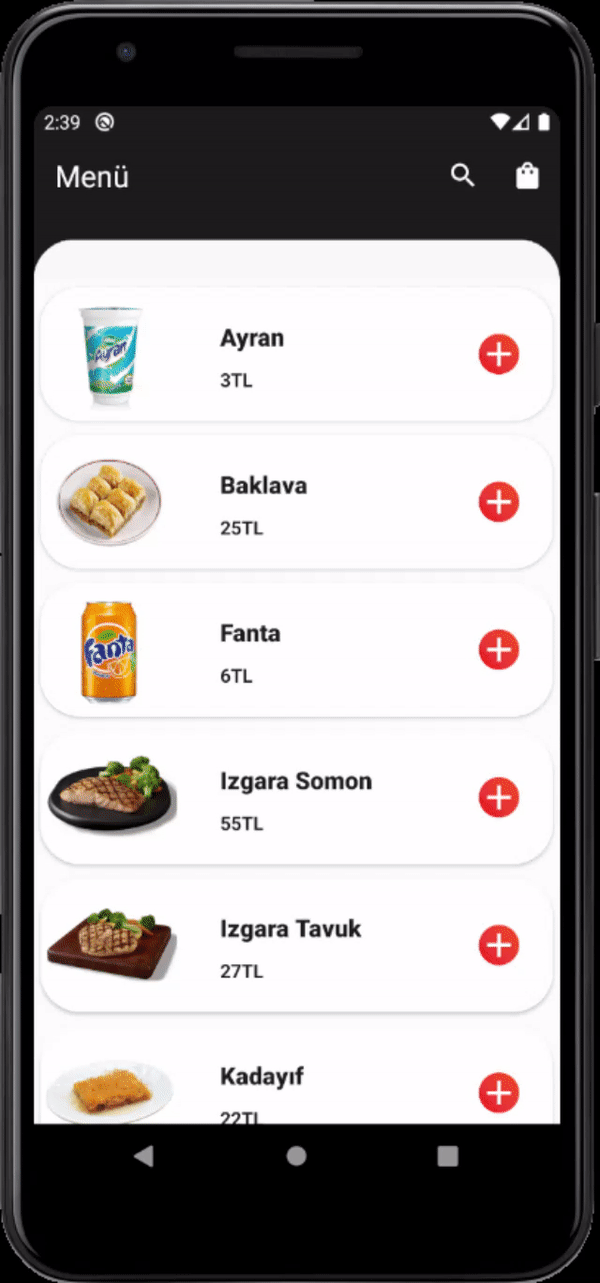 2:39
Menü
Ayran
Ayran
3TL
Baklava
25TL
Fanta
Fanta
6TL
Izgara Somon
55TL
Izgara Tavuk
27TL
Kadayıf
22TL